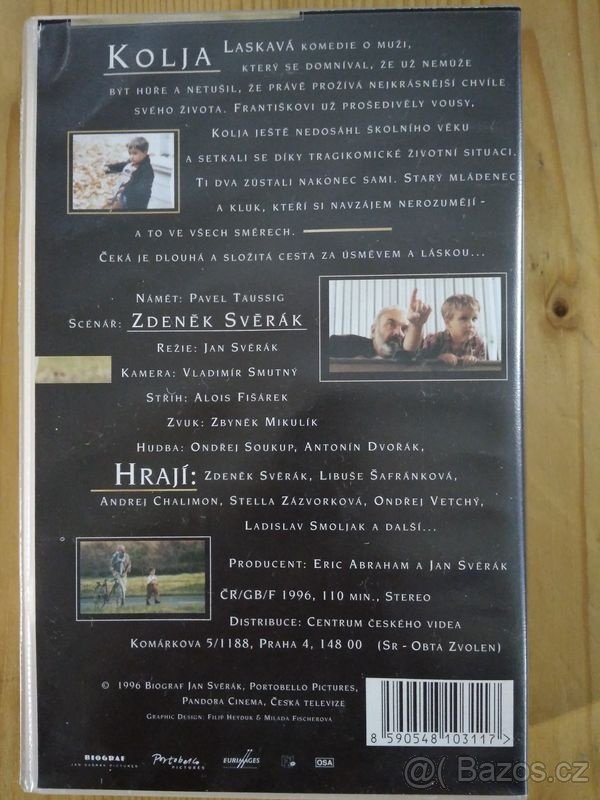 KOLJA LASKAVÁ KOMEDIE O MUŽI,
KTERÝ SE DOMNÍVAL, ŽE UŽ NEMŮŽE
BÝT HŮŘE A NETUŠIL, ŽE PRÁVĚ PROŽÍVÁ NEJKRÁSNĚJŠÍ CHVÍLE
SVÉHO ŽIVOTA. FRANTIŠKOVI UŽ PROŠEDIVĚLY VOUSY,
KOLJA JEŠTĚ NEDOSÁHL ŠKOLNÍHO VĚKU
A SETKALI SE DÍKY TRAGIKOMICKÉ ŽIVOTNÍ SITUACI.
TI DVA ZŮSTALI NAKONEC SAMI. STARÝ MLÁDENEC
A KLUK, KTEŘÍ SI NAVZÁJEM NEROZUMĚJÍ -
A TO VE VŠECH SMĚRECH.
ČEKÁ JE DLOUHÁ A SLOŽITÁ CESTA ZA ÚSMĚVEM A LÁSKOU...
NÁMĚT: PAVEL TAUSSIG
SCÉNÁŘ: ZDENĚK SVĚRÁK
REŽIE: JAN SVĚRÁK
KAMERA: VLADIMÍR SMUTNÝ
STŘIH: ALOIS FIŠÁREK
ZVUK: ZBYNĚK MIKULÍK
HUDBA: ONDŘEJ SOUKUP, ANTONÍN DVOŘÁK,
HRAJÍ: ZDENĚK SVĚRÁK, LIBUŠE ŠAFRÁNKOVÁ,
ANDREJ CHALIMON, STELLA ZÁZVORKOVÁ, ONDŘEJ VETCHÝ,
LADISLAV SMOLJAK A DALŠÍ...
PRODUCENT: ERIC ABRAHAM A JAN SVĚRÁK
ČR/GB/F 1996, 110 MIN., STEREO
DISTRIBUCE: CENTRUM ČESKÉHO VIDEA
KOMÁRKOVA 5/1188, PRAHA 4, 148 00 (SR - OBTA ZVOLEN)
© 1996 BIOGRAF JAN SVĚRÁK, PORTOBELLO PICTURES,
PANDORA CINEMA, ČESKÁ TELEVIZE
GRAPHIC DESIGN: FILIP HEYDUK & MILADA FISCHEROVÁ
8 590548 103117 >
BIOGRAF
JAN SVĚRÁK PICTURES
Portobello
PICTURES
EURIMAGES
OSA
@( Bazoš.cz